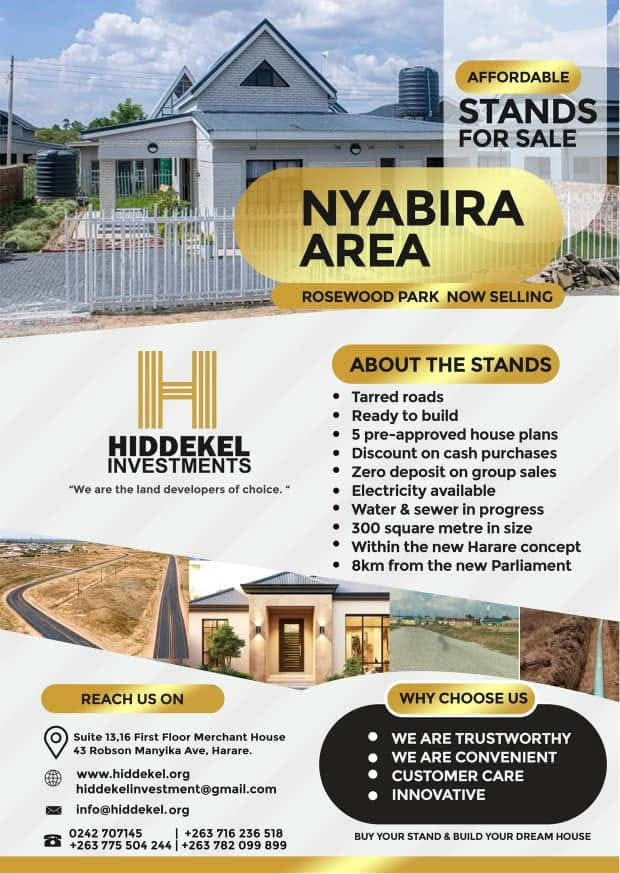 AFFORDABLE
STANDS
FOR SALE
NYABIRA
AREA
ROSEWOOD PARK NOW SELLING
H
HIDDEKEL
INVESTMENTS
"We are the land developers of choice. "
ABOUT THE STANDS
• Tarred roads
• Ready to build
• 5 pre-approved house plans
• Discount on cash purchases
• Zero deposit on group sales
• Electricity available
• Water & sewer in progress
• 300 square metre in size
• Within the new Harare concept
• 8km from the new Parliament
REACH US ON
Suite 13,16 First Floor Merchant House
43 Robson Manyika Ave, Harare.
www.hiddekel.org
hiddekelinvestment@gmail.com
info@hiddekel.org
0242 707145 | +263 716 236 518
+263 775 504 244 | +263 782 099 899
WHY CHOOSE US
• WE ARE TRUSTWORTHY
• WE ARE CONVENIENT
• CUSTOMER CARE
• INNOVATIVE
BUY YOUR STAND & BUILD YOUR DREAM HOUSE